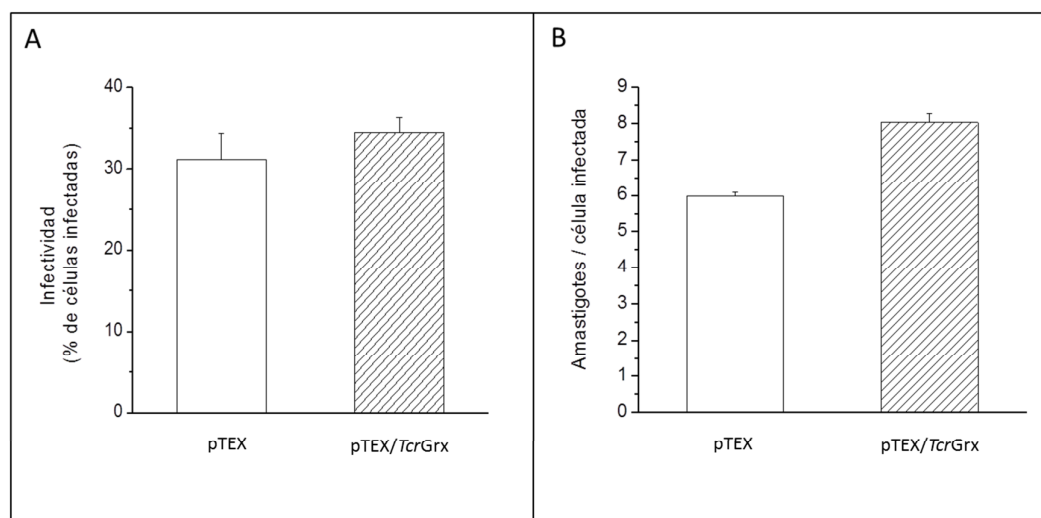 A
Infectividad
(% de células infectadas)
40
30
20
10
0
pTEX
pTEX/TcrGrx
B
Amastigotes / célula infectada
9
8
7
6
5
4
3
2
1
0
pTEX
pTEX/TcrGrx